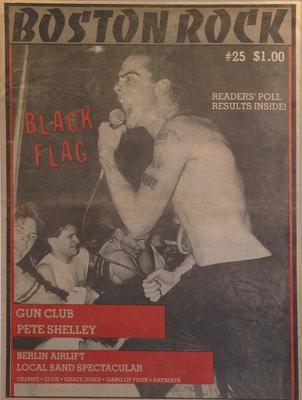 BOSTON ROCK
#25 $1.00
READERS' POLL
RESULTS INSIDE!
BLACK
FLAG
GUN CLUB
PETE SHELLEY
BERLIN AIRLIFT
LOCAL BAND SPECTACULAR
CRAMPS • ELVIS • GRACE JONES • GANG OF FOUR • RAYBEATS